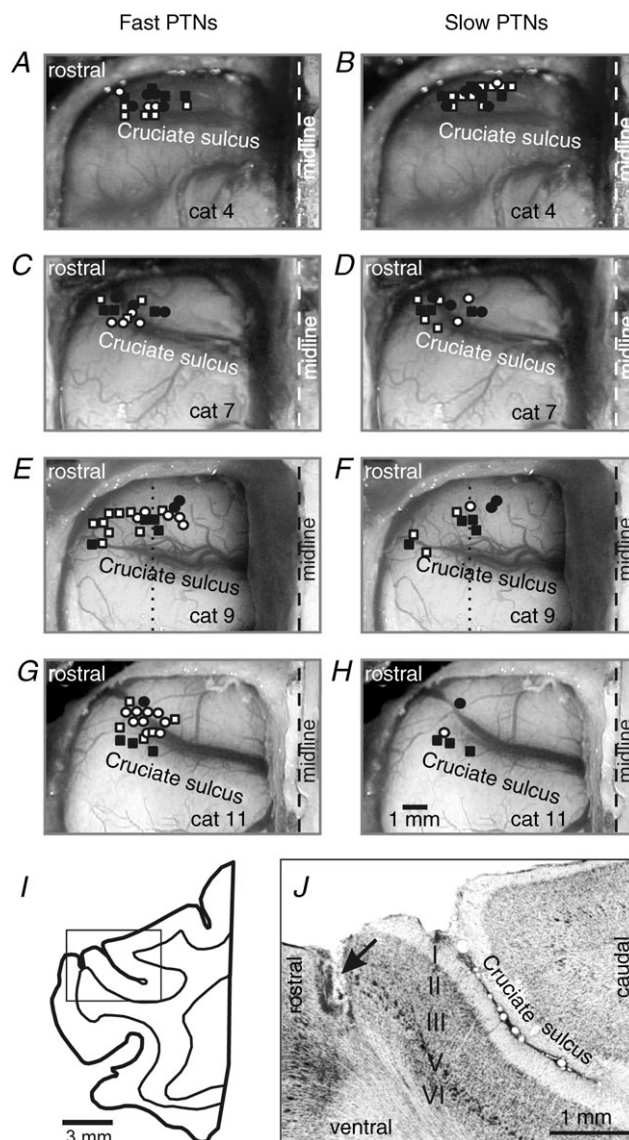 Fast PTNs
Slow PTNs
A
rostral
Cruciate sulcus
midline
cat 4
B
Cruciate sulcus
midline
cat 4
C
rostral
Cruciate sulcus
midline
cat 7
D
rostral
Cruciate sulcus
midline
cat 7
E
rostral
Cruciate sulcus
midline
cat 9
F
rostral
Cruciate sulcus
midline
cat 9
G
rostral
Cruciate sulcus
midline
cat 11
H
rostral
Cruciate sulcus
midline
1 mm
cat 11
I
3 mm
J
rostral
I
II
III
V
VI
Cruciate sulcus
caudal
ventral
1 mm